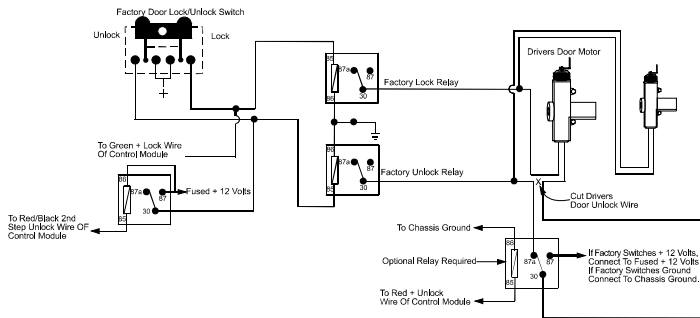 Factory Door Lock/Unlock Switch
Unlock
Lock
85
87a
87
86
30
Factory Lock Relay
Drivers Door Motor
To Green + Lock Wire
Of Control Module
86
87a
87
Fused + 12 Volts
30
85
To Red/Black 2nd
Step Unlock Wire OF
Control Module
86
87a
87
30
85
Factory Unlock Relay
X
Cut Drivers
Door Unlock Wire
To Chassis Ground
Optional Relay Required
86
87a
87
30
85
To Red + Unlock
Wire Of Control Module
If Factory Switches + 12 Volts,
Connect To Fused + 12 Volts
If Factory Switches Ground
Connect To Chassis Ground.